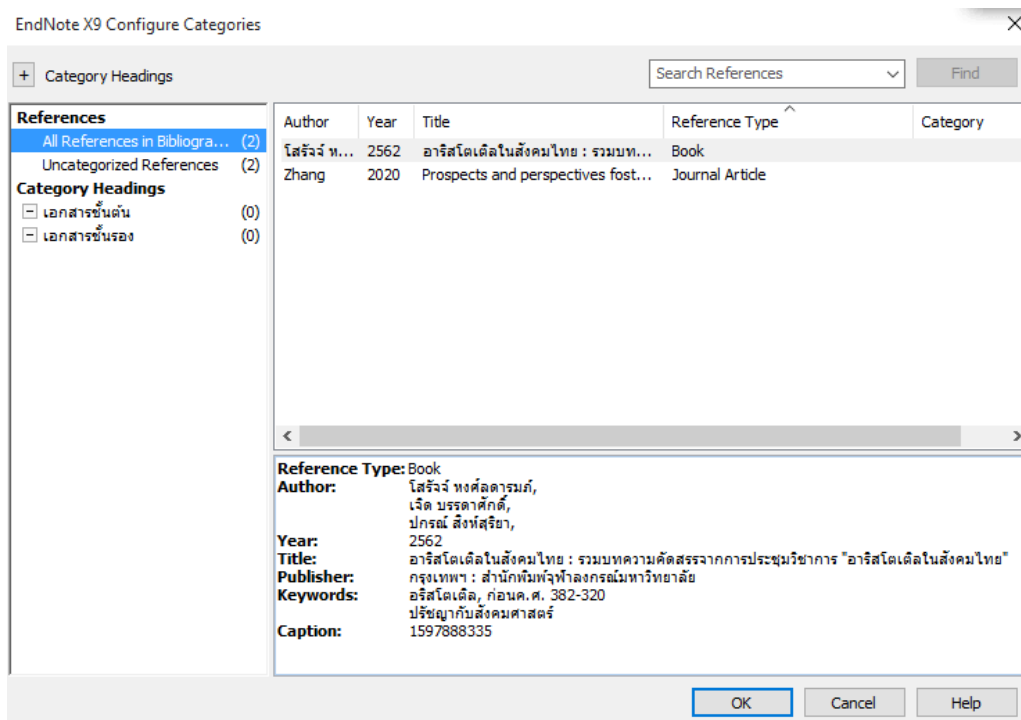 EndNote X9 Configure Categories
+ Category Headings
Search References
Find
References
All References in Bibliogra... (2)
Uncategorized References (2)
Category Headings
เอกสารชั้นต้น (0)
เอกสารชั้นรอง (0)
Author Year Title Reference Type Category
โสรัจจ์ ห... 2562 อาริสโตเติลในสังคมไทย : รวมบท... Book
Zhang 2020 Prospects and perspectives fost... Journal Article
Reference Type: Book
Author: โสรัจจ์ หงศ์ลดารมภ์,
เจิด บรรดาศักดิ์,
ปกรณ์ สิงห์สุริยา,
Year: 2562
Title: อาริสโตเติลในสังคมไทย : รวมบทความคัดสรรจากการประชุมวิชาการ "อาริสโตเติลในสังคมไทย"
Publisher: กรุงเทพฯ : สำนักพิมพ์จุฬาลงกรณ์มหาวิทยาลัย
Keywords: อริสโตเติล, ก่อนค.ศ. 382-320
ปรัชญากับสังคมศาสตร์
Caption: 1597888335
OK Cancel Help